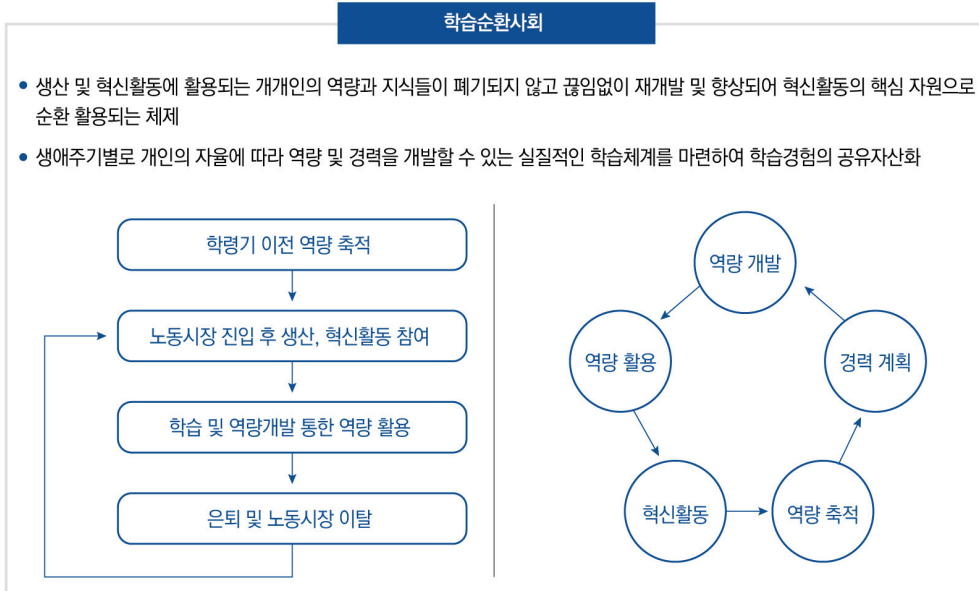 학습순환사회
• 생산 및 혁신활동에 활용되는 개개인의 역량과 지식들이 폐기되지 않고 끊임없이 재개발 및 향상되어 혁신활동의 핵심 자원으로
순환 활용되는 체제
• 생애주기별로 개인의 자율에 따라 역량 및 경력을 개발할 수 있는 실질적인 학습체계를 마련하여 학습경험의 공유자산화
학령기 이전 역량 축적
노동시장 진입 후 생산, 혁신활동 참여
학습 및 역량개발 통한 역량 활용
은퇴 및 노동시장 이탈
역량 개발
역량 활용
경력 계획
혁신활동
역량 축적